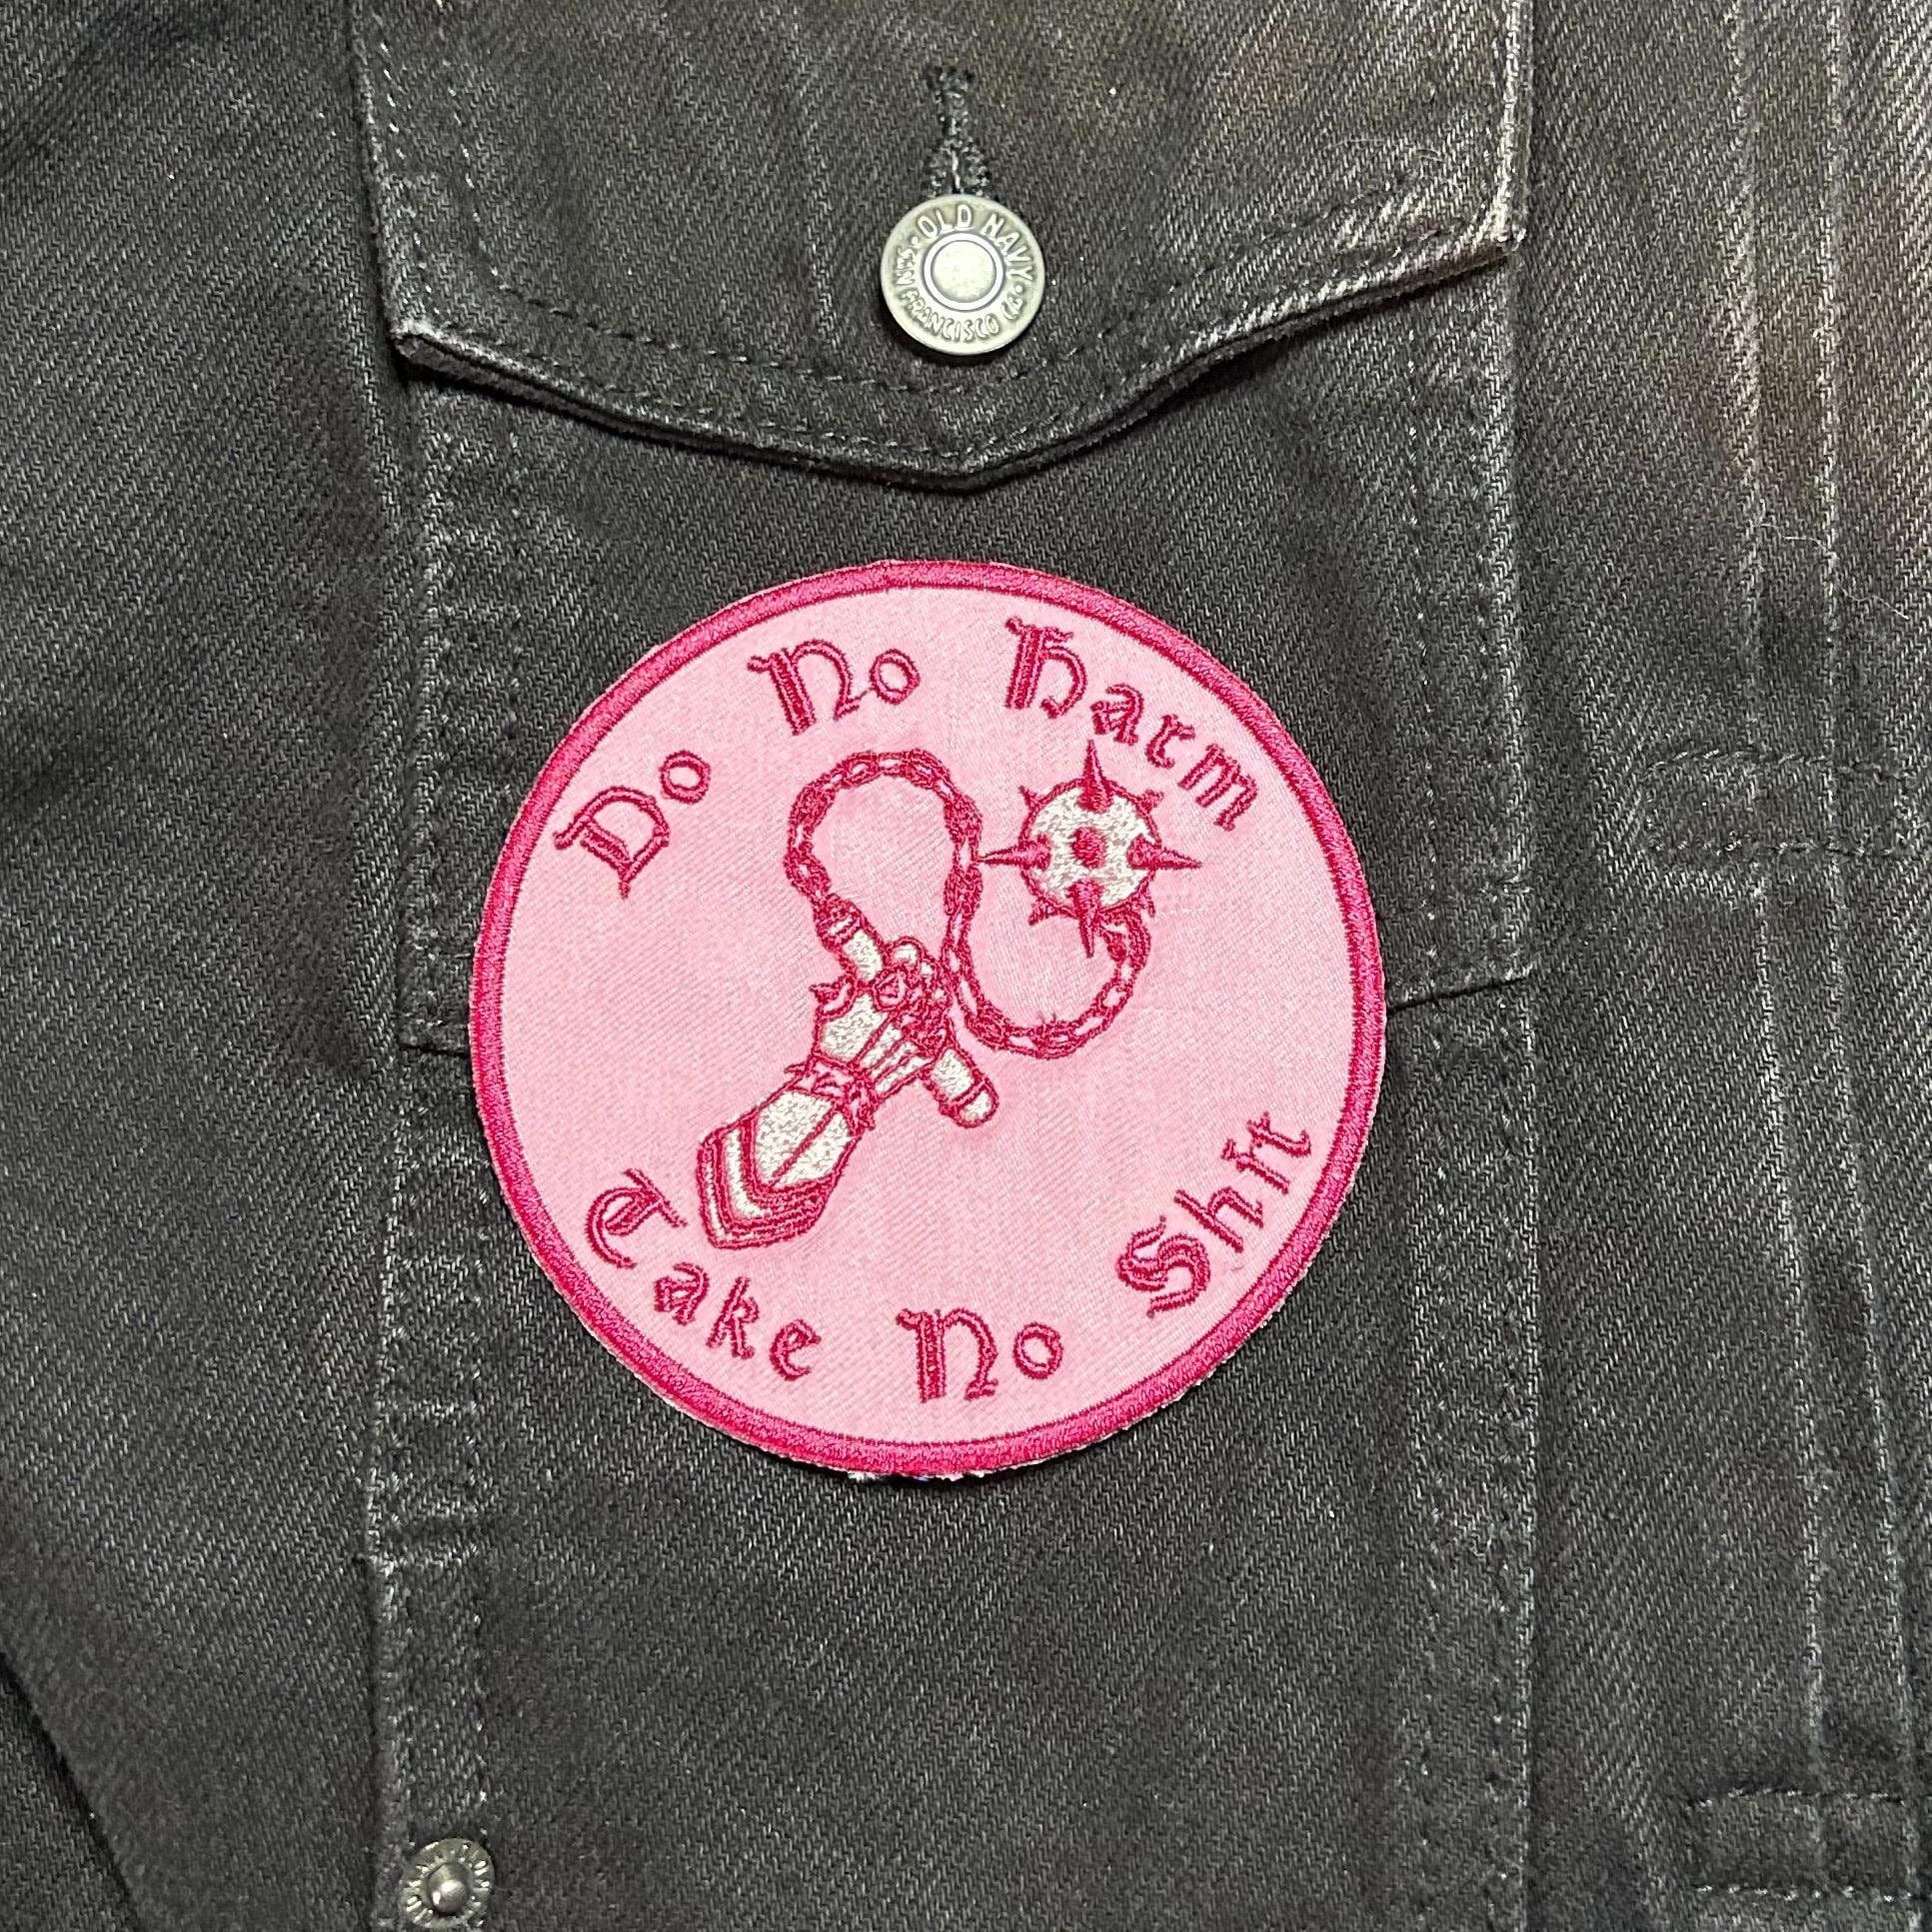 OLD NAVY
SAN FRANCISCO CA
Do No Harm
Take No Shit